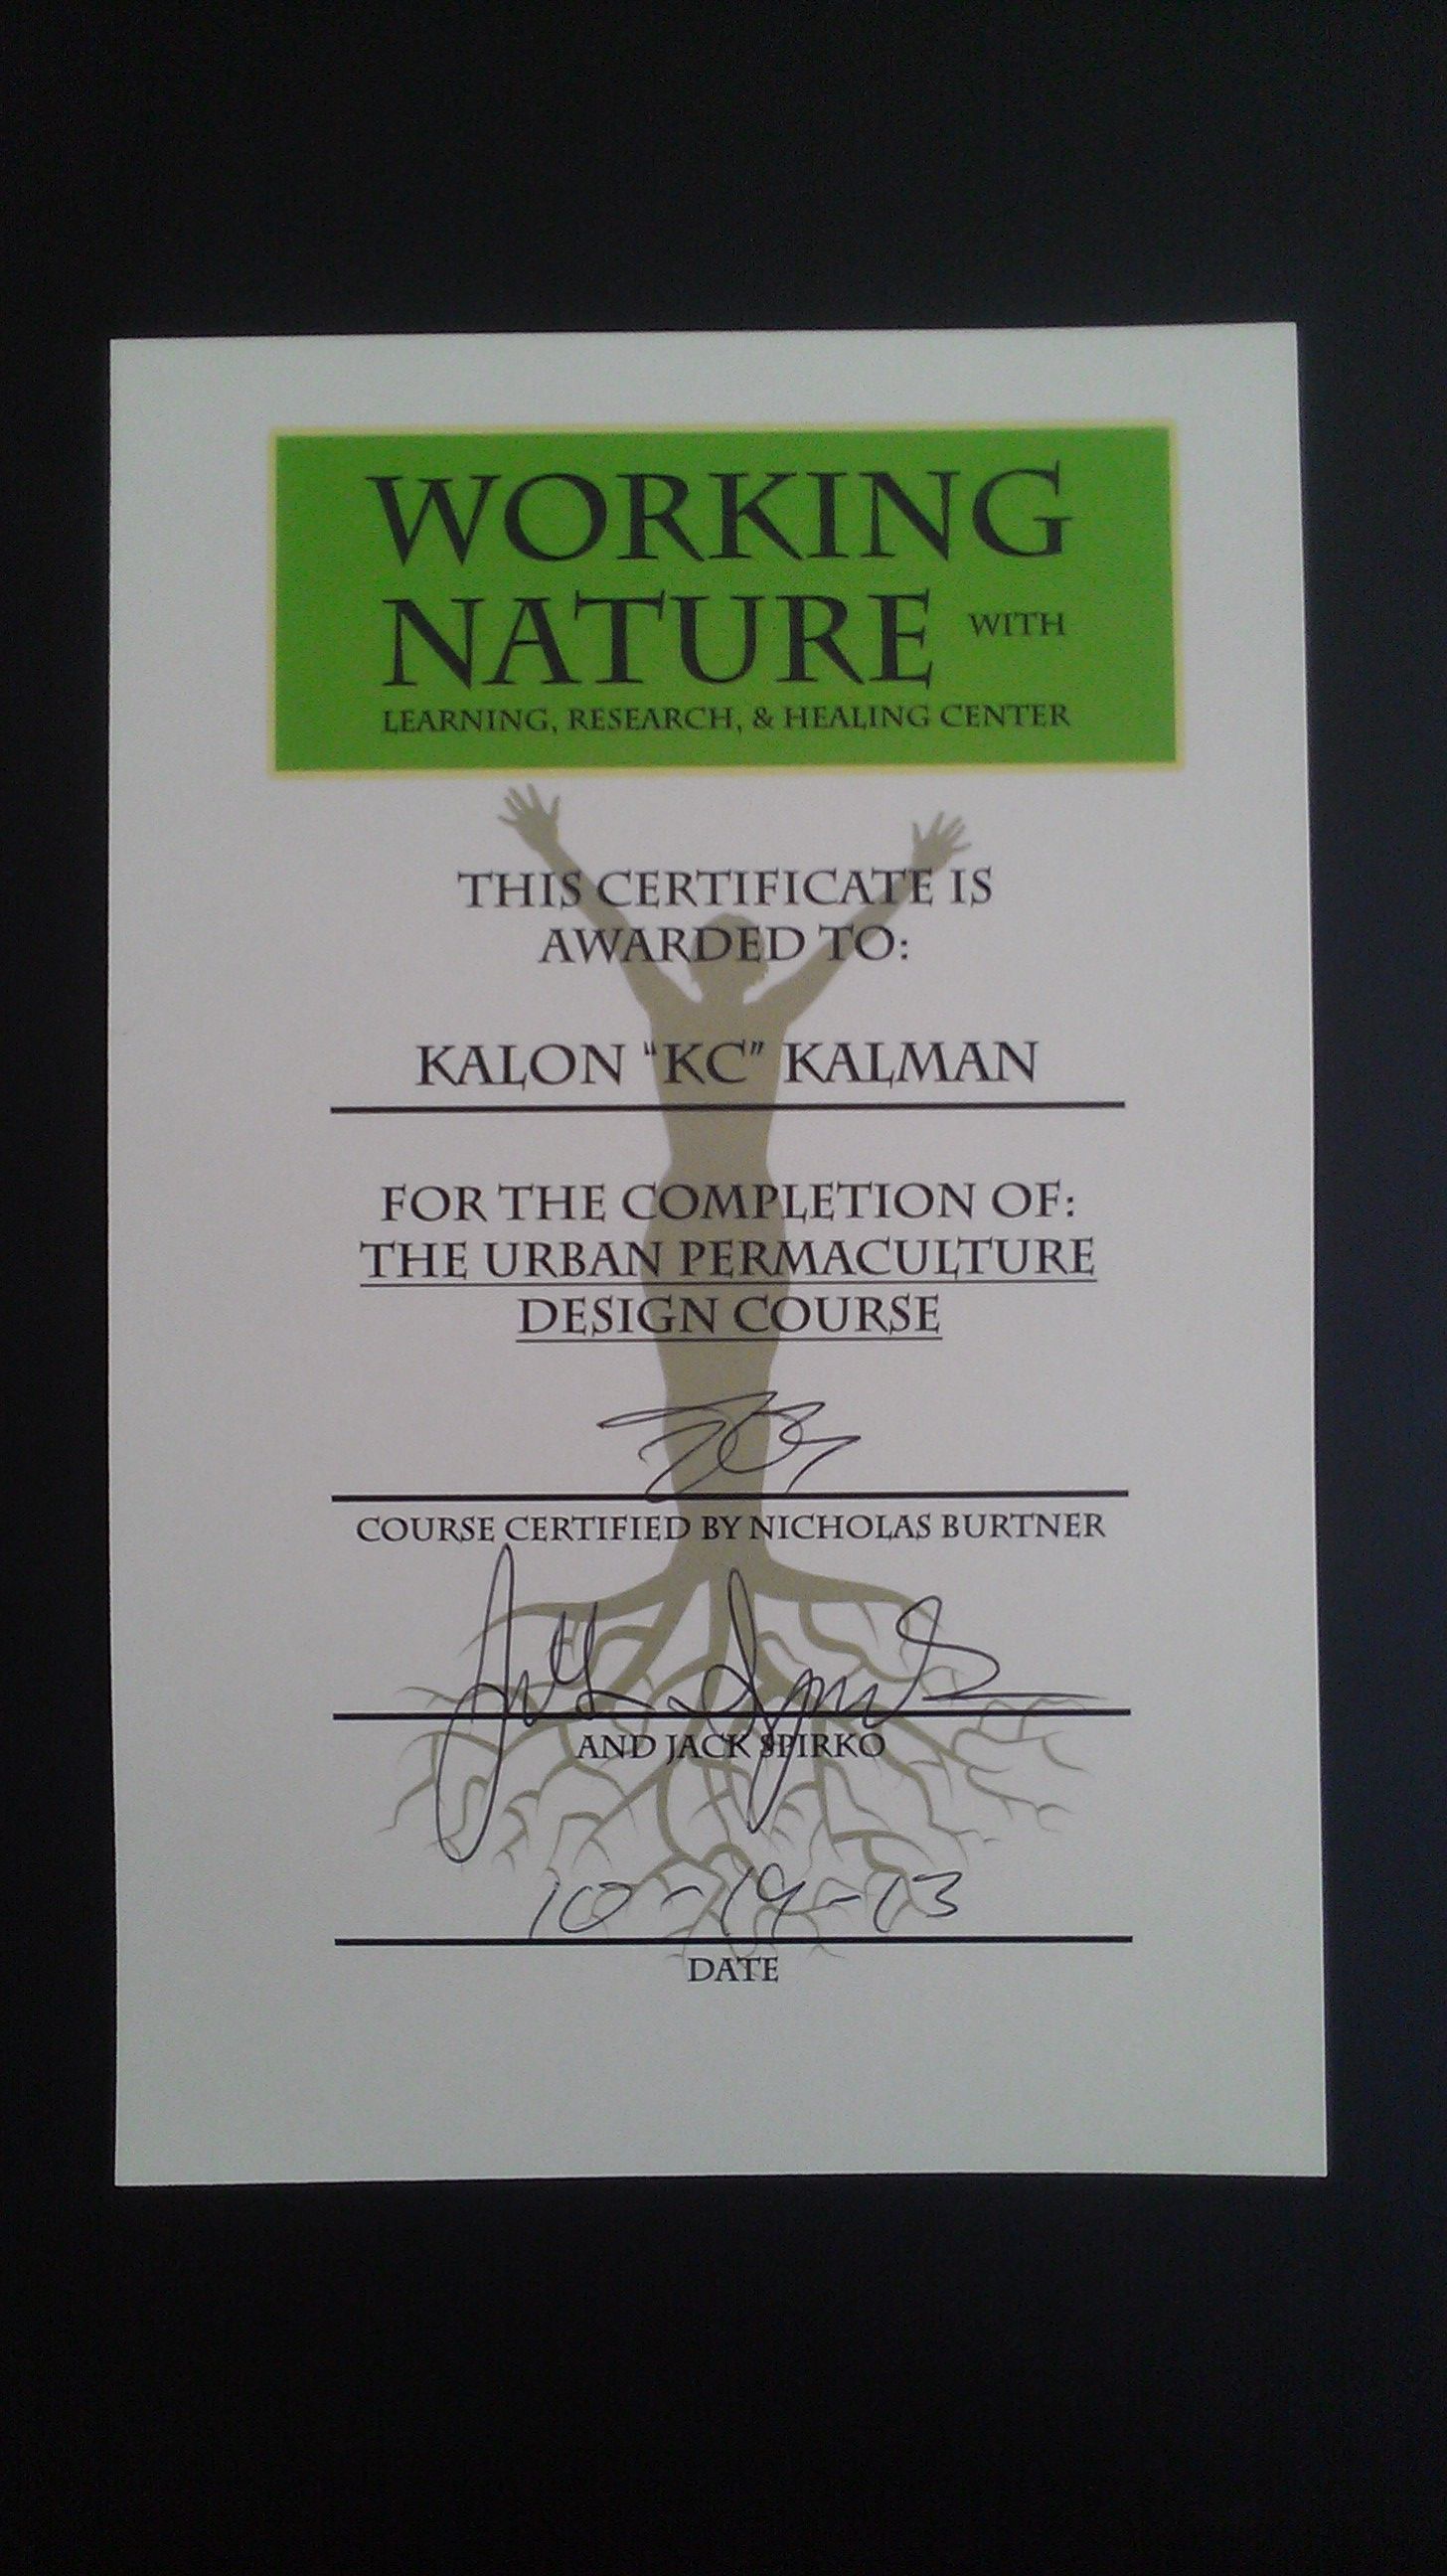 WORKING
NATURE WITH
LEARNING, RESEARCH, & HEALING CENTER
THIS CERTIFICATE IS
AWARDED TO:
KALON "KC" KALMAN
FOR THE COMPLETION OF:
THE URBAN PERMACULTURE
DESIGN COURSE
COURSE CERTIFIED BY NICHOLAS BURTNER
AND JACK SPIRKO
10-19-13
DATE